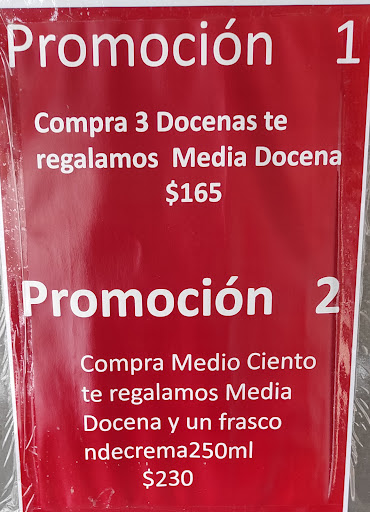 Promoción 1
Compra 3 Docenas te
regalamos Media Docena
$165
Promoción 2
Compra Medio Ciento
te regalamos Media
Docena y un frasco
ndecrema250ml
$230